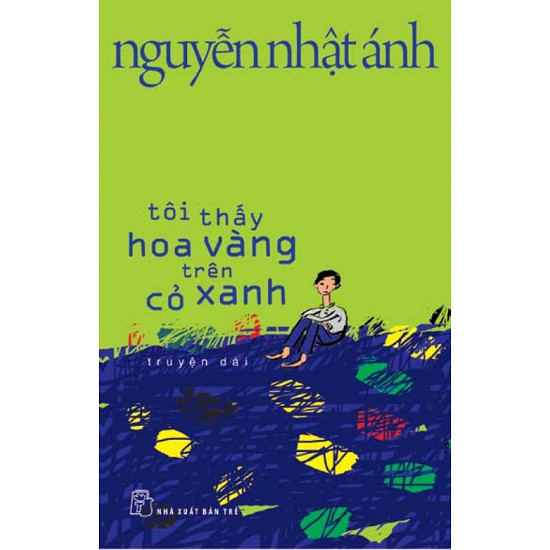 nguyễn nhật ánh
tôi thấy
hoa vàng
trên
cỏ xanh
truyện dài
NHÀ XUẤT BẢN TRẺ